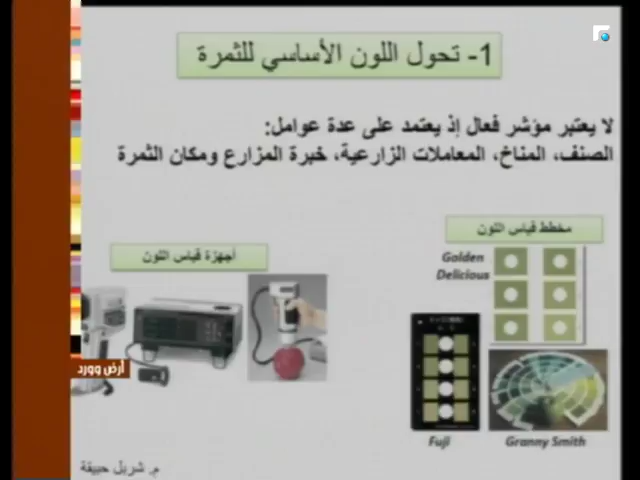 1- تحول اللون الأساسي للثمرة
لا يعتبر مؤشر فعال إذ يعتمد على عدة عوامل:
الصنف، المناخ، المعاملات الزارعية، خبرة المزارع ومكان الثمرة
مخطط قياس اللون
أجهزة قياس اللون
Golden
Delicious
أرض وورد
Fuji
Granny Smith
م. شربل حبيقة